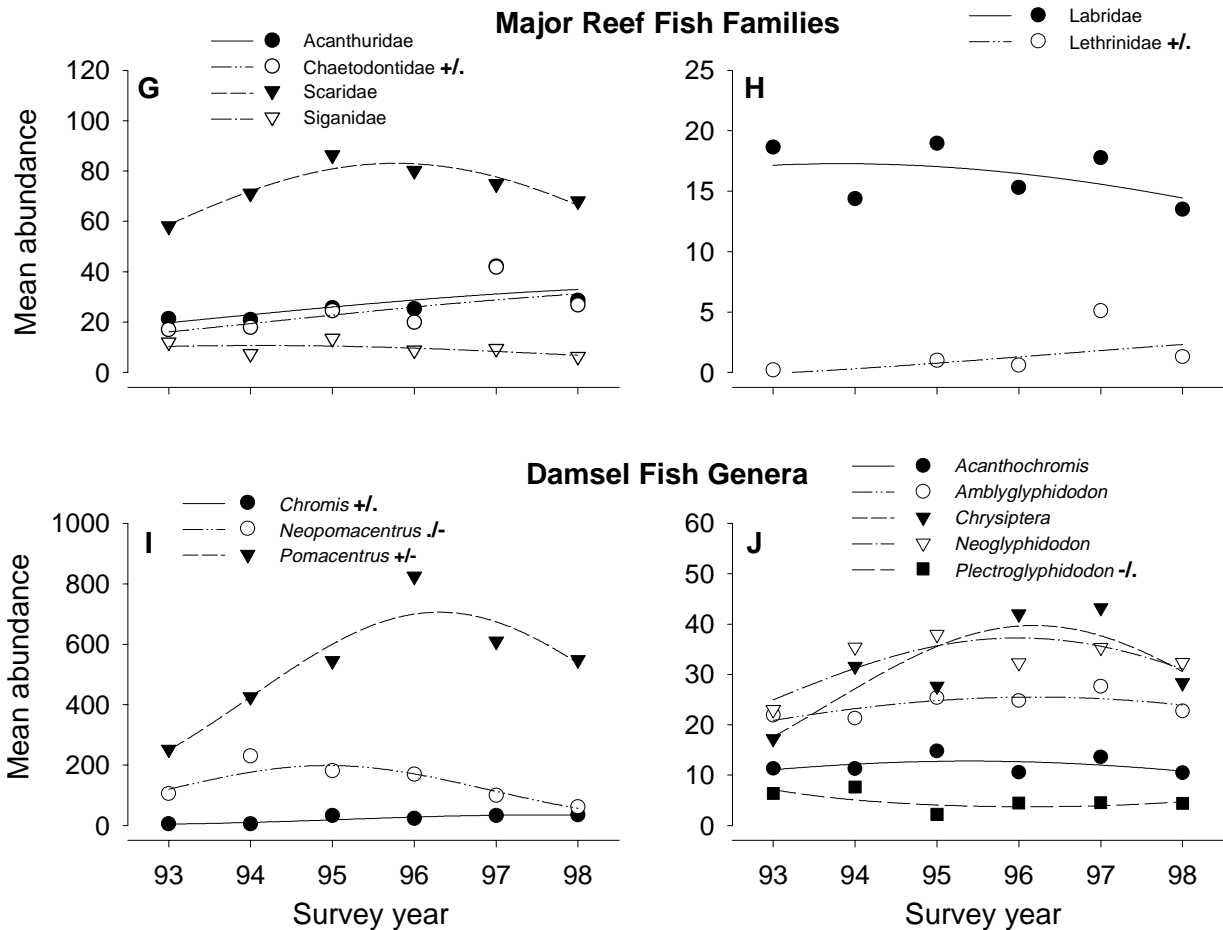 Major Reef Fish Families
Acanthuridae
Chaetodontidae +/.
Scaridae
Siganidae
Labridae
Lethrinidae +/.
G
120
100
80
60
40
20
0
Mean abundance
H
25
20
15
10
5
0
Damsel Fish Genera
Chromis +/.
Neopomacentrus ./-
Pomacentrus +/-
Acanthochromis
Amblyglyphidodon
Chrysiptera
Neoglyphidodon
Plectroglyphidodon -/.
I
1000
800
600
400
200
0
Mean abundance
93 94 95 96 97 98
Survey year
J
60
50
40
30
20
10
0
93 94 95 96 97 98
Survey year